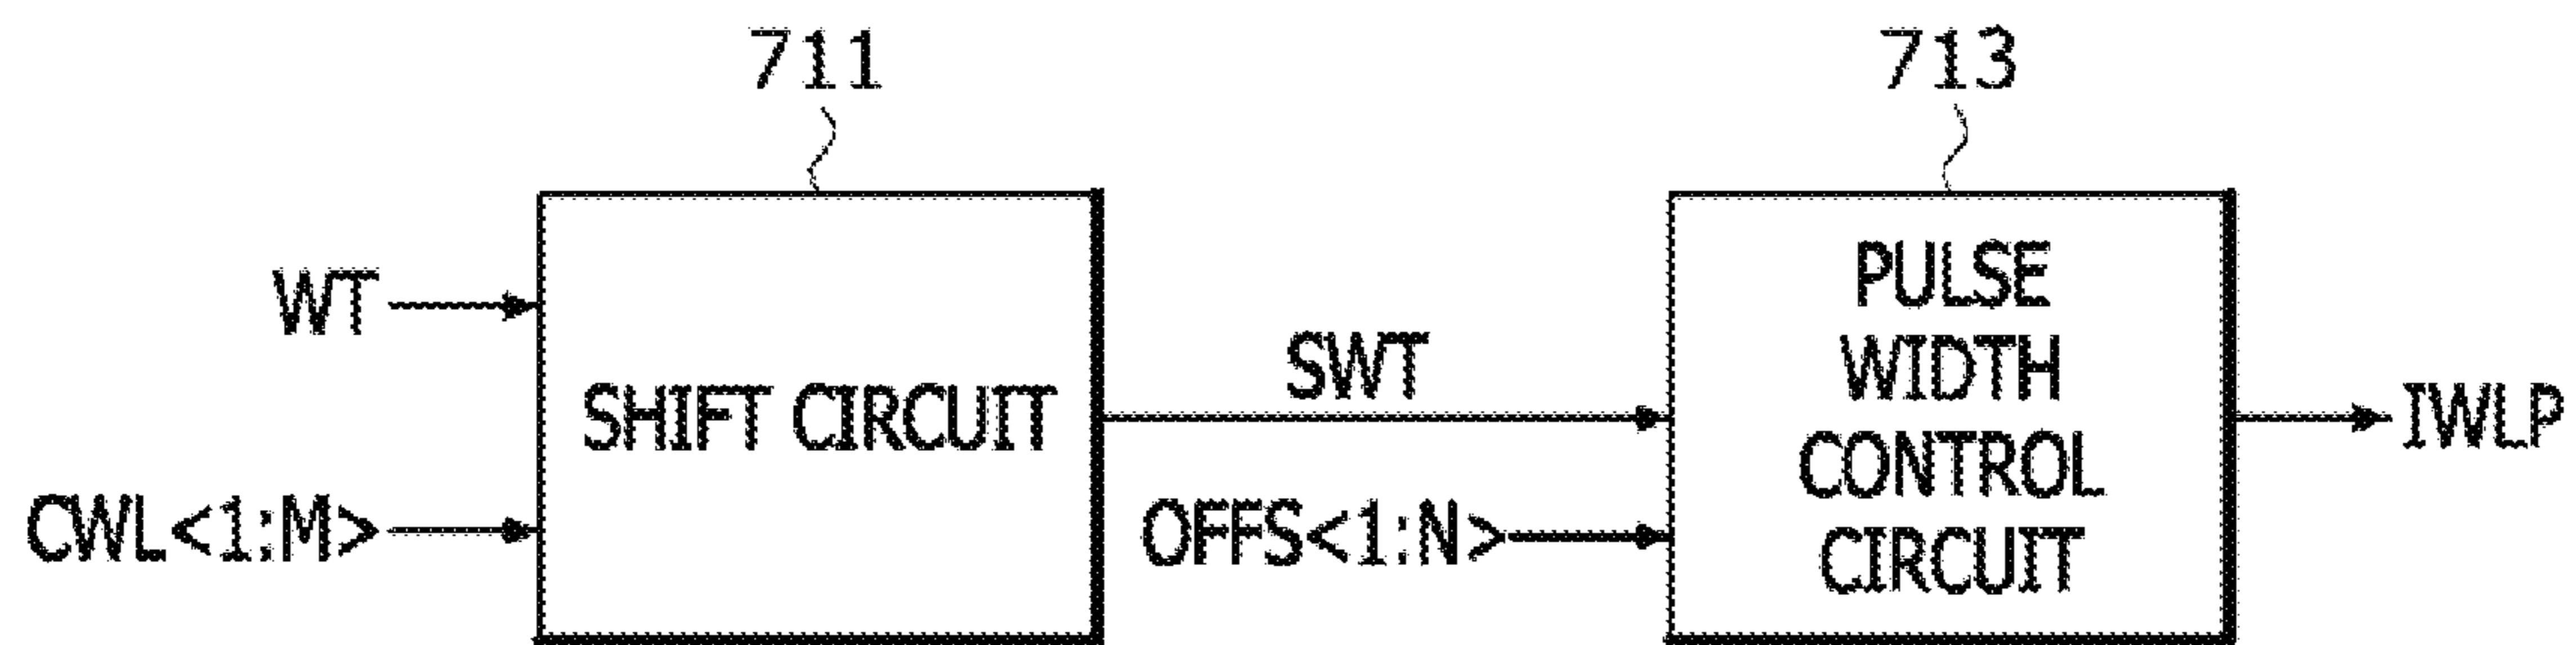 711
713
WT
CWL<1:M>
SHIFT CIRCUIT
SWT
OFFS<1:N>
PULSE
WIDTH
CONTROL
CIRCUIT
IWLP